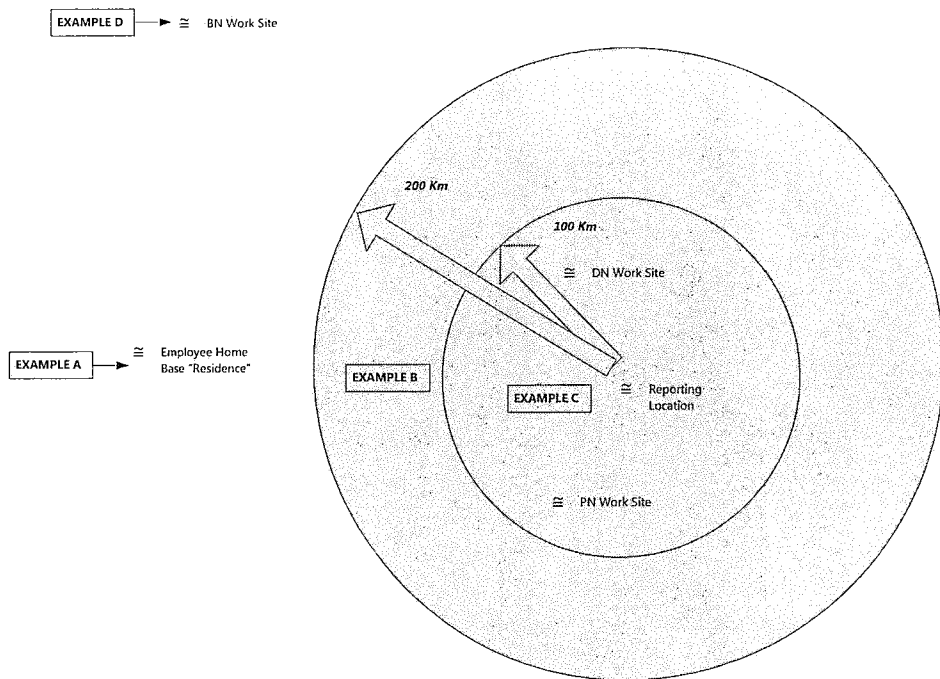 EXAMPLE D ≅ BN Work Site
200 Km
100 Km
≅ DN Work Site
EXAMPLE A ≅ Employee Home
Base "Residence"
EXAMPLE B
EXAMPLE C
≅ Reporting
Location
≅ PN Work Site